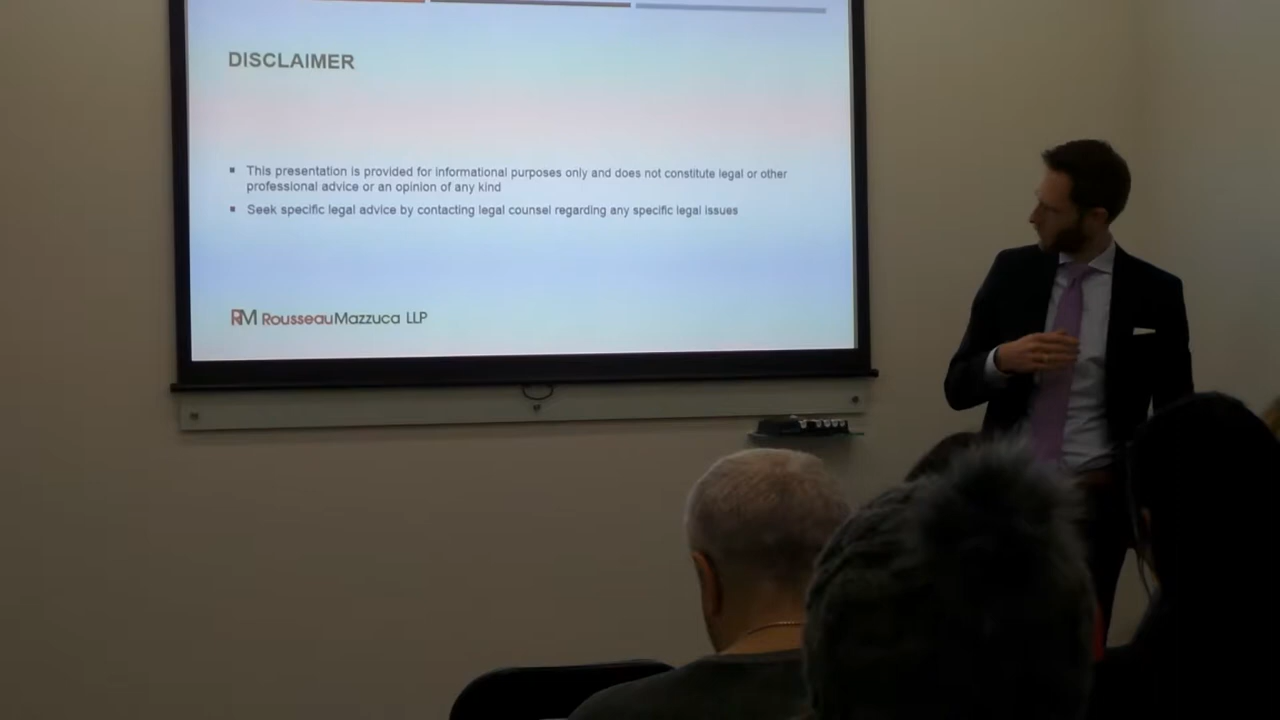 DISCLAIMER
This presentation is provided for informational purposes only and does not constitute legal or other
professional advice or an opinion of any kind
Seek specific legal advice by contacting legal counsel regarding any specific legal issues
RM RousseauMazzuca LLP